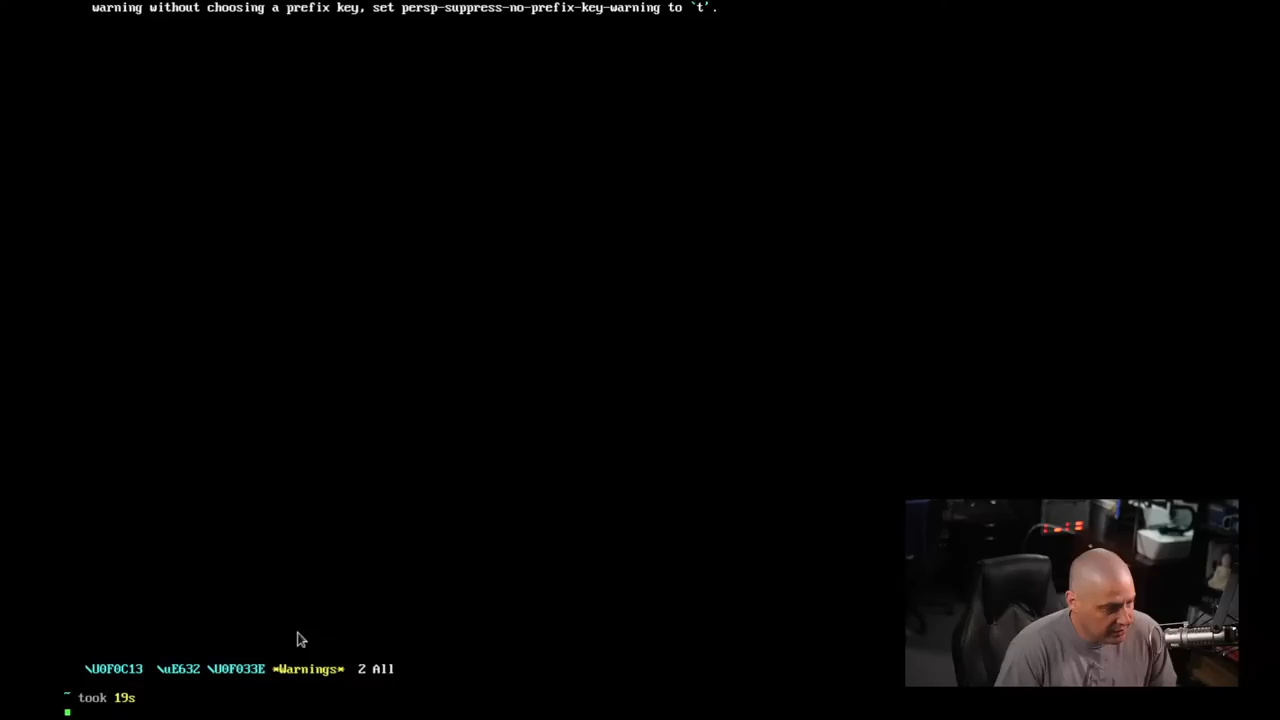 warning without choosing a prefix key, set persp-suppress-no-prefix-key-warning to `t'.
\U0F0C13 \uE632 \U0F033E *Warnings* 2 All
~ took 19s